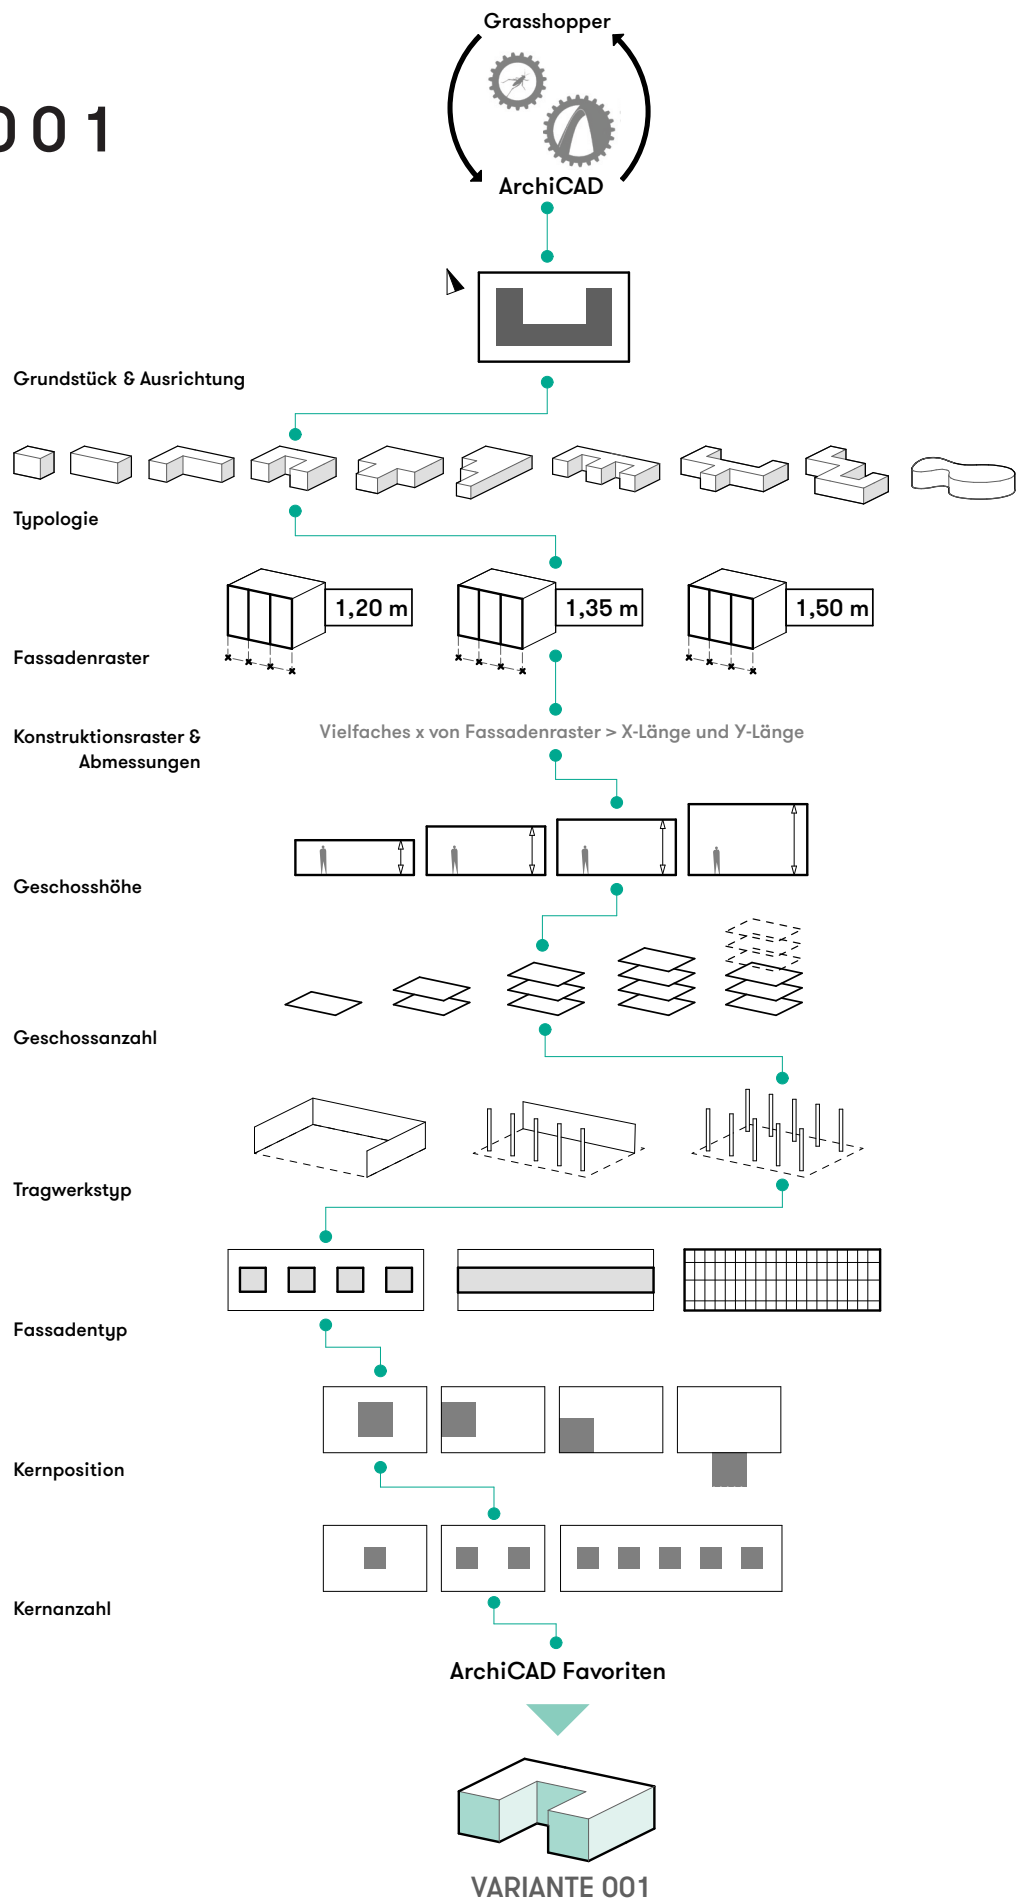 Grasshopper
001
ArchiCAD
Grundstück & Ausrichtung
Typologie
1,20 m
1,35 m
1,50 m
Fassadenraster
Konstruktionsraster &
Abmessungen
Vielfaches x von Fassadenraster > X-Länge und Y-Länge
Geschosshöhe
Geschossanzahl
Tragwerkstyp
Fassadentyp
Kernposition
Kernanzahl
ArchiCAD Favoriten
VARIANTE 001